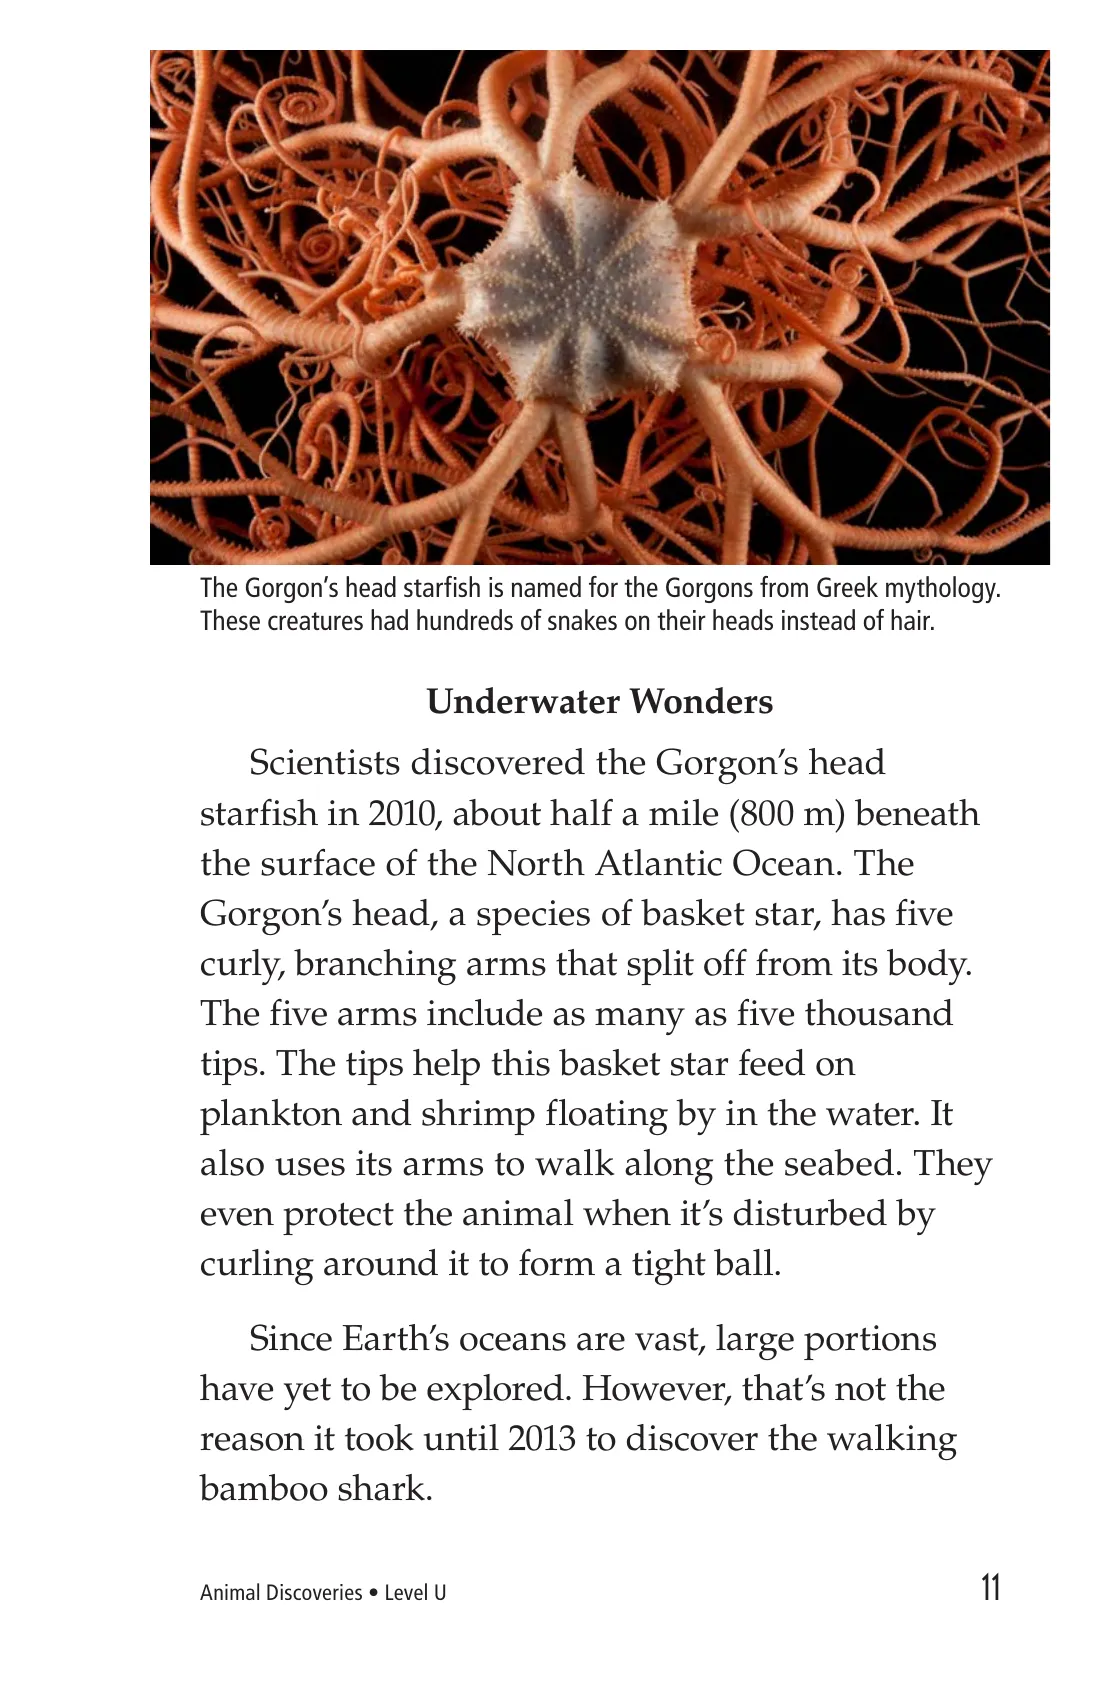 The Gorgon’s head starfish is named for the Gorgons from Greek mythology.
These creatures had hundreds of snakes on their heads instead of hair.
Underwater Wonders
Scientists discovered the Gorgon’s head
starfish in 2010, about half a mile (800 m) beneath
the surface of the North Atlantic Ocean. The
Gorgon’s head, a species of basket star, has five
curly, branching arms that split off from its body.
The five arms include as many as five thousand
tips. The tips help this basket star feed on
plankton and shrimp floating by in the water. It
also uses its arms to walk along the seabed. They
even protect the animal when it’s disturbed by
curling around it to form a tight ball.
Since Earth’s oceans are vast, large portions
have yet to be explored. However, that’s not the
reason it took until 2013 to discover the walking
bamboo shark.
Animal Discoveries • Level U
11